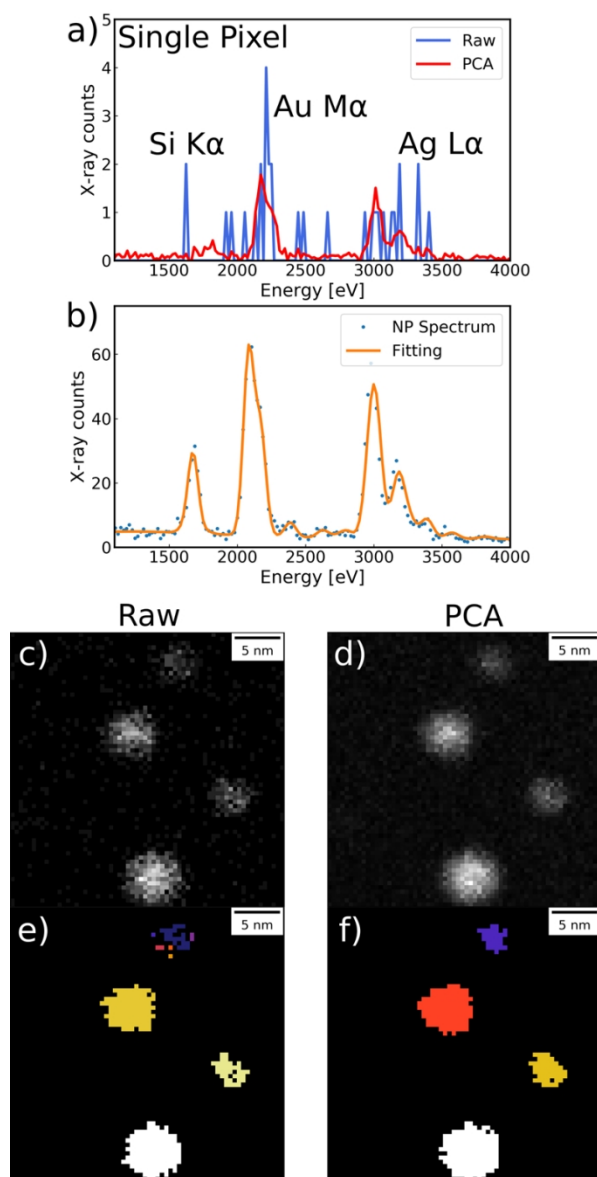 a) Single Pixel
Raw
PCA
Si Kα
Au Mα
Ag Lα
X-ray counts
5
4
3
2
1
0
1500 2000 2500 3000 3500 4000
Energy [eV]
b)
NP Spectrum
Fitting
X-ray counts
60
40
20
0
1500 2000 2500 3000 3500 4000
Energy [eV]
Raw PCA
c) 5 nm
d) 5 nm
e) 5 nm
f) 5 nm